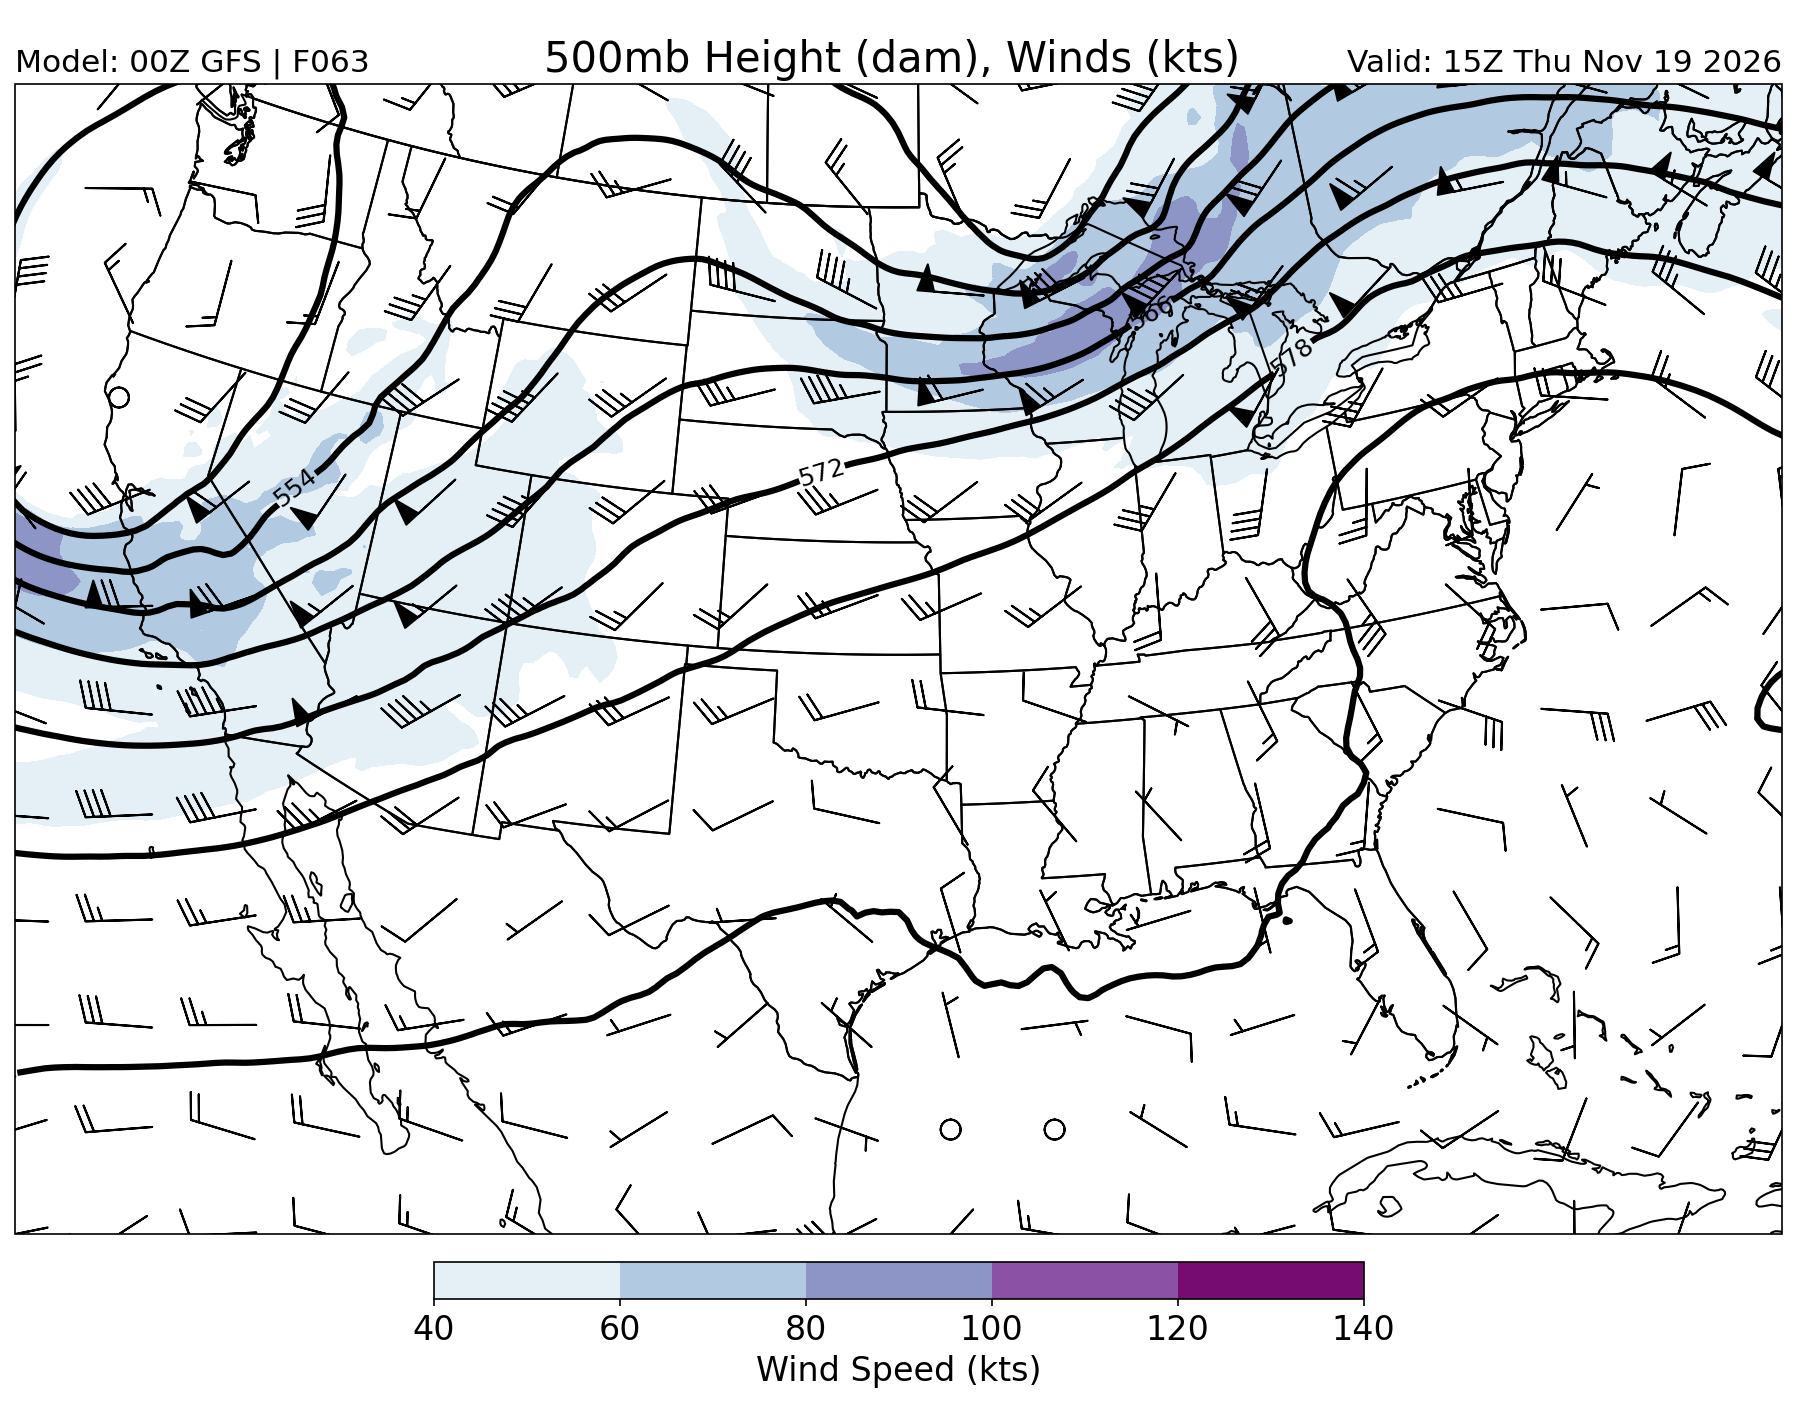 Model: 00Z GFS | F063
500mb Height (dam), Winds (kts)
Valid: 15Z Thu Nov 19 2026
566
578
572
554
40 60 80 100 120 140
Wind Speed (kts)